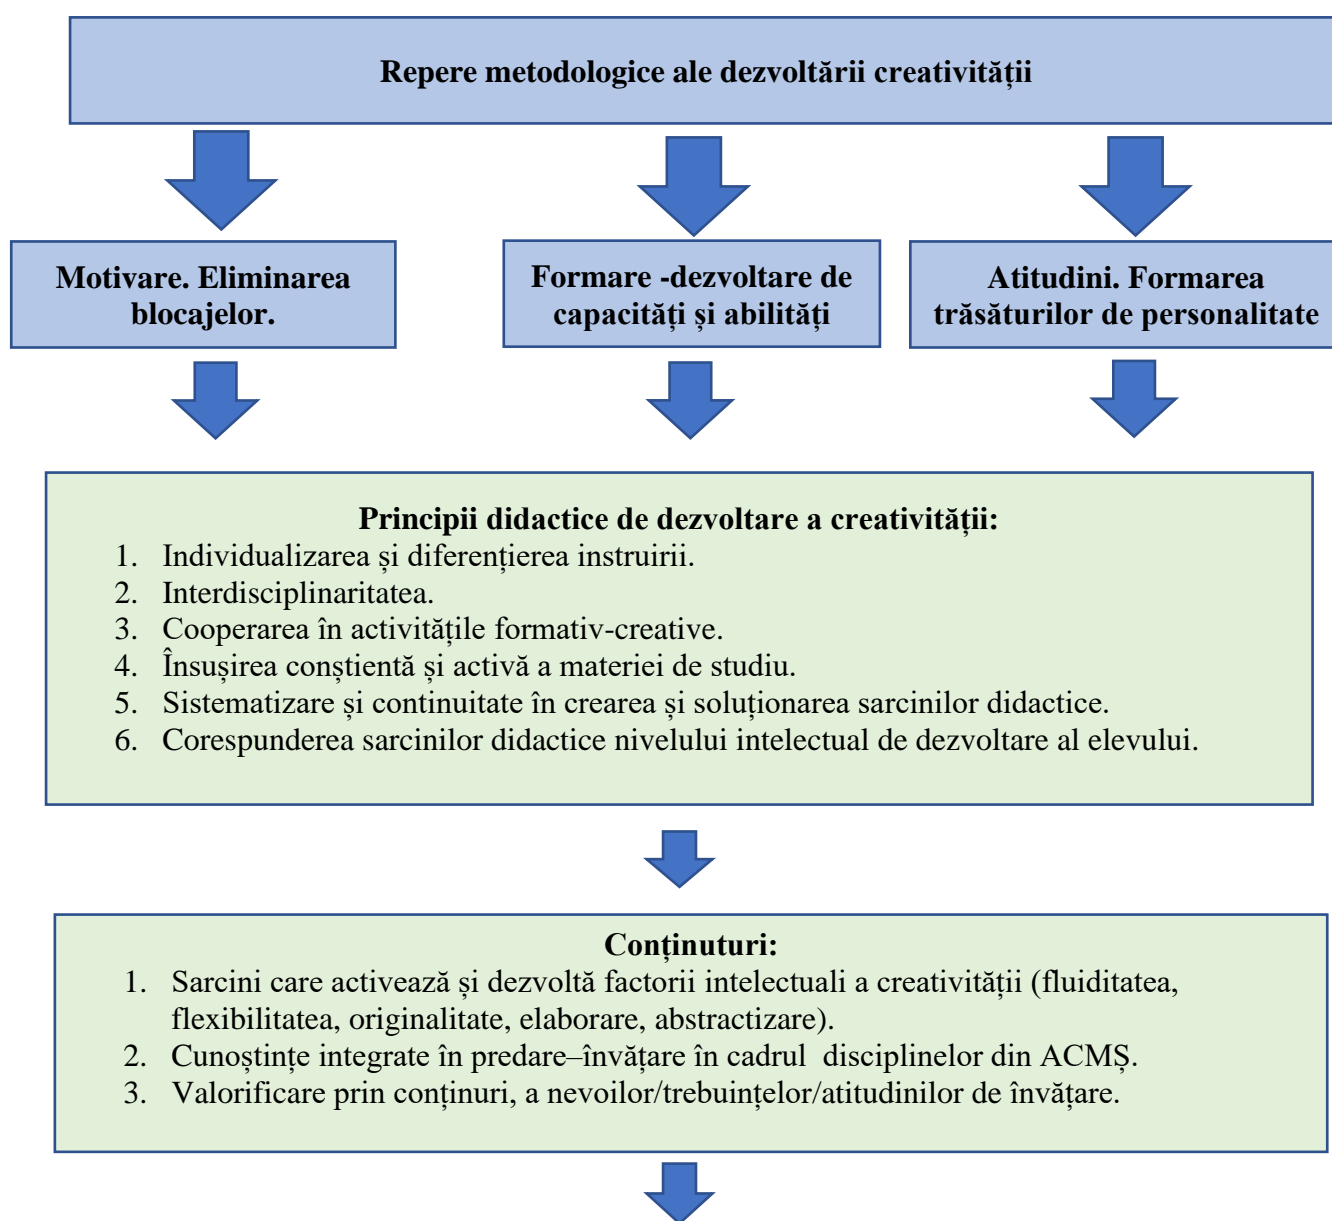 Repere metodologice ale dezvoltării creativității
Motivare. Eliminarea
blocajelor.
Formare -dezvoltare de
capacități și abilități
Atitudini. Formarea
trăsăturilor de personalitate
Principii didactice de dezvoltare a creativității:
1. Individualizarea și diferențierea instruirii.
2. Interdisciplinaritatea.
3. Cooperarea în activitățile formativ-creative.
4. Însușirea conștientă și activă a materiei de studiu.
5. Sistematizare și continuitate în crearea și soluționarea sarcinilor didactice.
6. Corespunderea sarcinilor didactice nivelului intelectual de dezvoltare al elevului.
Conținuturi:
1. Sarcini care activează și dezvoltă factorii intelectuali a creativității (fluiditatea,
flexibilitatea, originalitate, elaborare, abstractizare).
2. Cunoștințe integrate în predare–învățare în cadrul disciplinelor din ACMȘ.
3. Valorificare prin conținuri, a nevoilor/trebuințelor/atitudinilor de învățare.